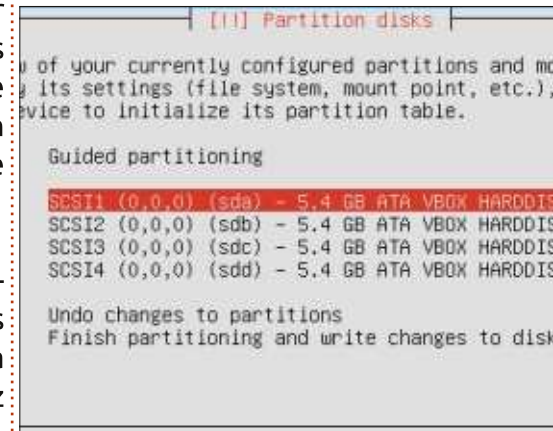 [!!] Partition disks
of your currently configured partitions and
its settings (file system, mount point, etc.),
to initialize its partition table.
Guided partitioning
SCSI1 (0,0,0) (sda) - 5.4 GB ATA VBOX HARDDIS
SCSI2 (0,0,0) (sdb) - 5.4 GB ATA VBOX HARDDIS
SCSI3 (0,0,0) (sdc) - 5.4 GB ATA VBOX HARDDIS
SCSI4 (0,0,0) (sdd) - 5.4 GB ATA VBOX HARDDIS
Undo changes to partitions
Finish partitioning and write changes to disk